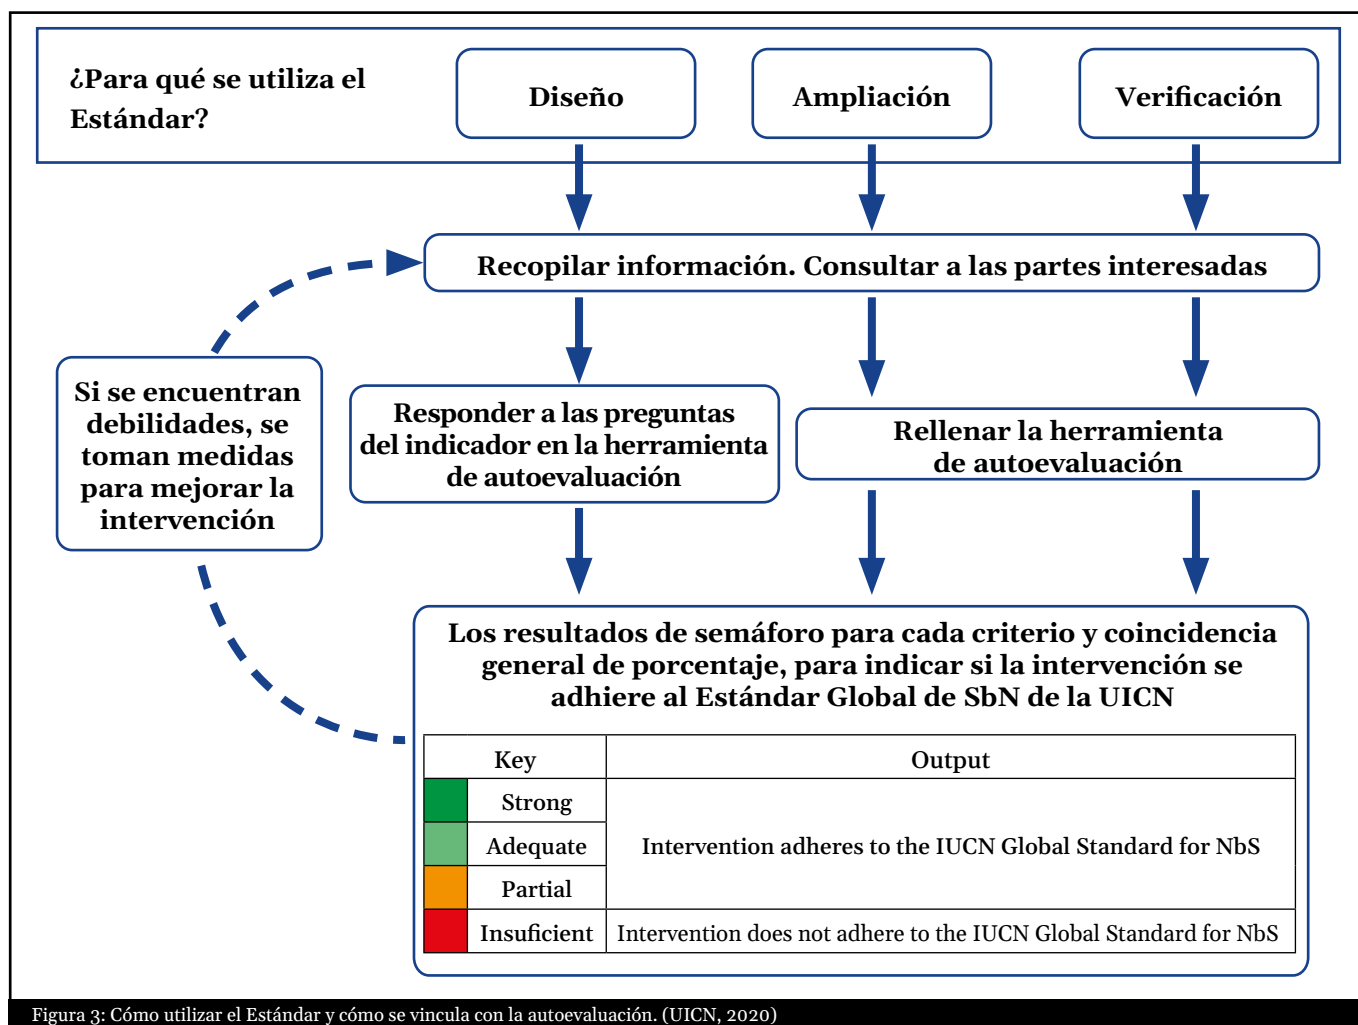 ¿Para qué se utiliza el
Estándar?
Diseño
Ampliación
Verificación
Recopilar información. Consultar a las partes interesadas
Si se encuentran
debilidades, se
toman medidas
para mejorar la
intervención
Responder a las preguntas
del indicador en la herramienta
de autoevaluación
Rellenar la herramienta
de autoevaluación
Los resultados de semáforo para cada criterio y coincidencia
general de porcentaje, para indicar si la intervención se
adhiere al Estándar Global de SbN de la UICN
Key
Output
Strong
Adequate
Intervention adheres to the IUCN Global Standard for NbS
Partial
Insuficient
Intervention does not adhere to the IUCN Global Standard for NbS
Figura 3: Cómo utilizar el Estándar y cómo se vincula con la autoevaluación. (UICN, 2020)